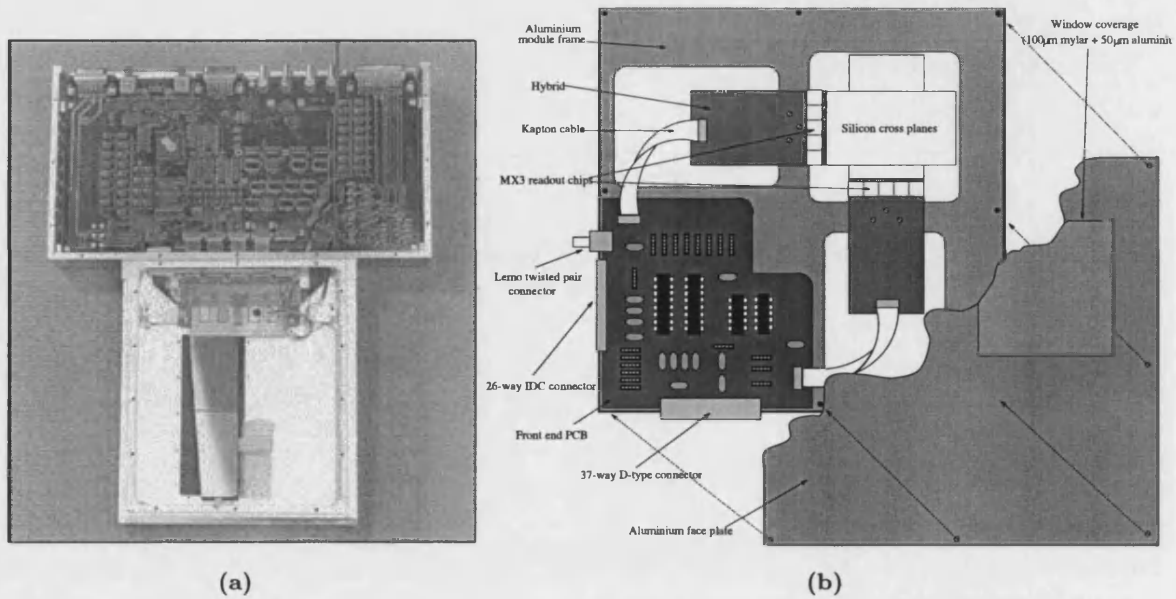 Aluminium
module frame
Window coverage
(100μm mylar + 50μm
Hybrid
Kapton cable
Silicon cross planes
MX3 readout chips
Lemo twisted pair
connector
26-way IDC connector
Front end PCB
37-way D-type connector
Aluminium face plate
(a)
(b)